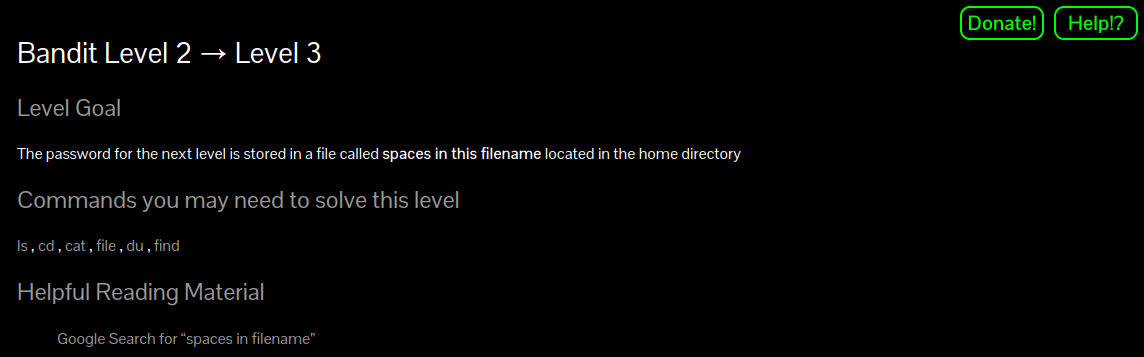 Donate! Help!?
Bandit Level 2 → Level 3
Level Goal
The password for the next level is stored in a file called spaces in this filename located in the home directory
Commands you may need to solve this level
ls , cd , cat , file , du , find
Helpful Reading Material
Google Search for “spaces in filename”